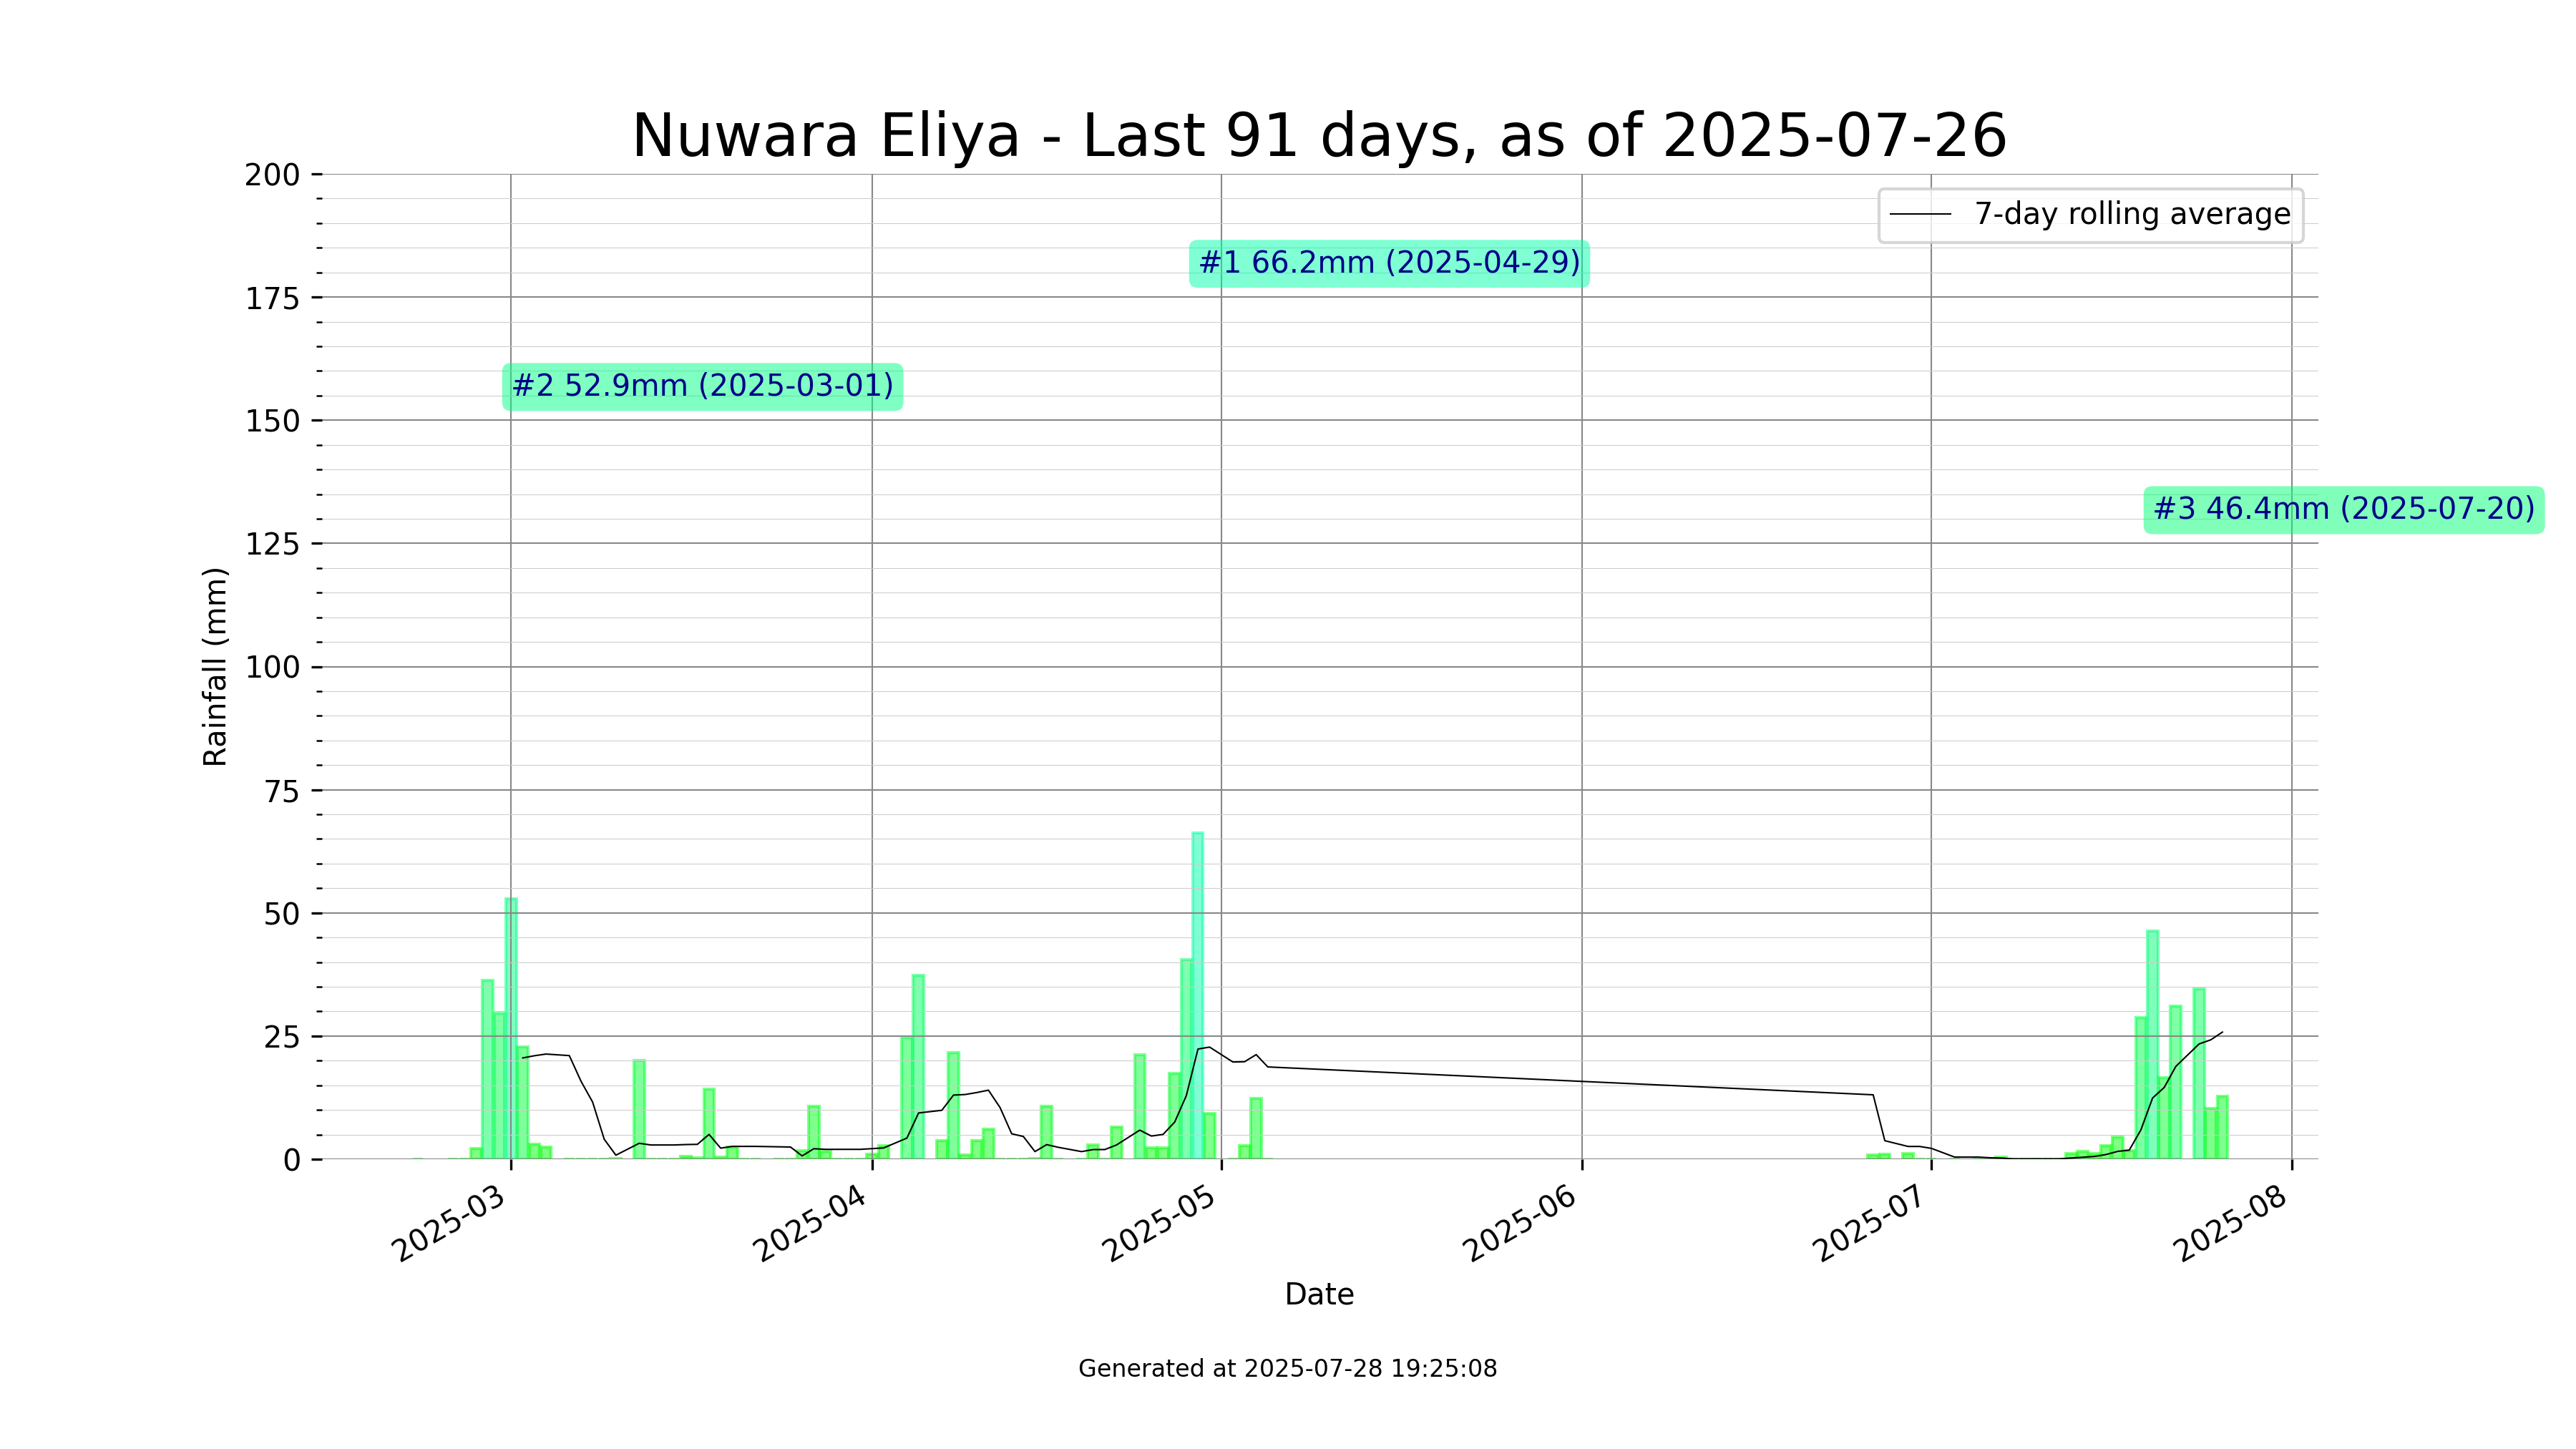 Nuwara Eliya - Last 91 days, as of 2025-07-26
200
175
150
125
100
75
50
25
0
Rainfall (mm)
7-day rolling average
#1 66.2mm (2025-04-29)
#2 52.9mm (2025-03-01)
#3 46.4mm (2025-07-20)
2025-03
2025-04
2025-05
2025-06
2025-07
2025-08
Date
Generated at 2025-07-28 19:25:08